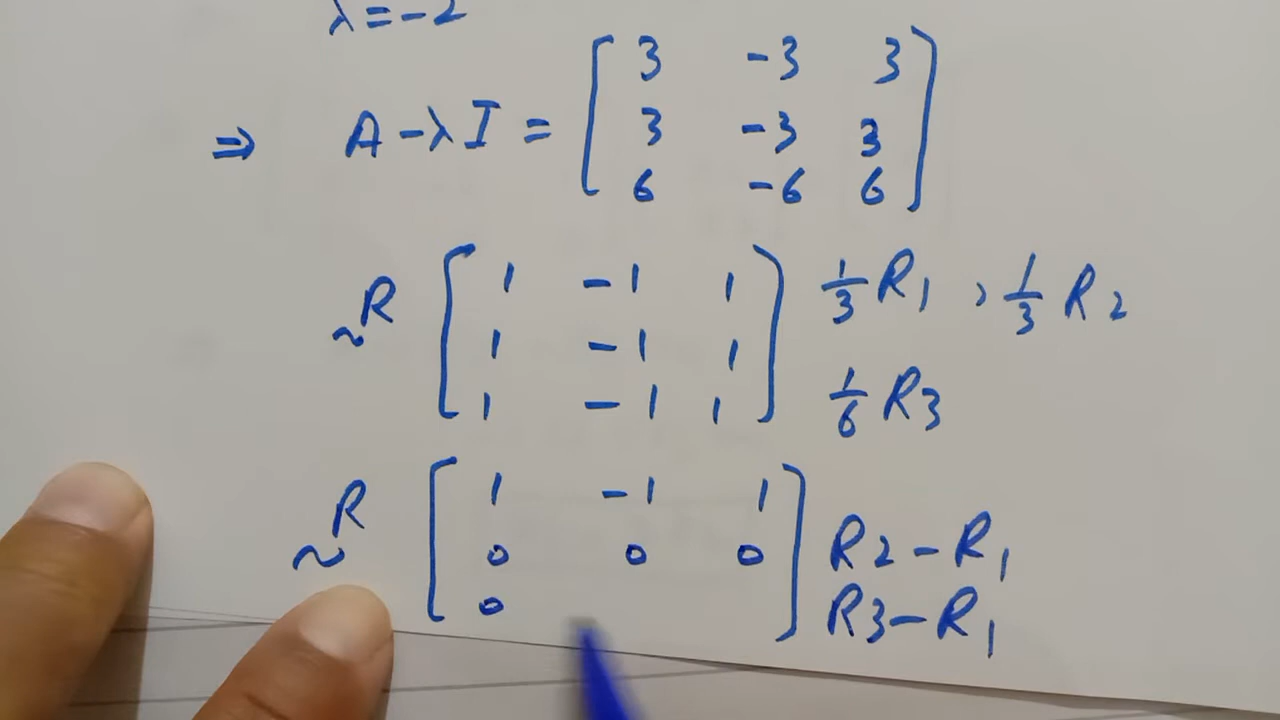 λ=-2
⇒ A-λI = [ 3 -3 3
3 -3 3
6 -6 6 ]
~R [ 1 -1 1 1/3 R1 , 1/3 R2
1 -1 1
1 -1 1 ] 1/6 R3
~R [ 1 -1 1
0 0 0 R2-R1
0 ] R3-R1